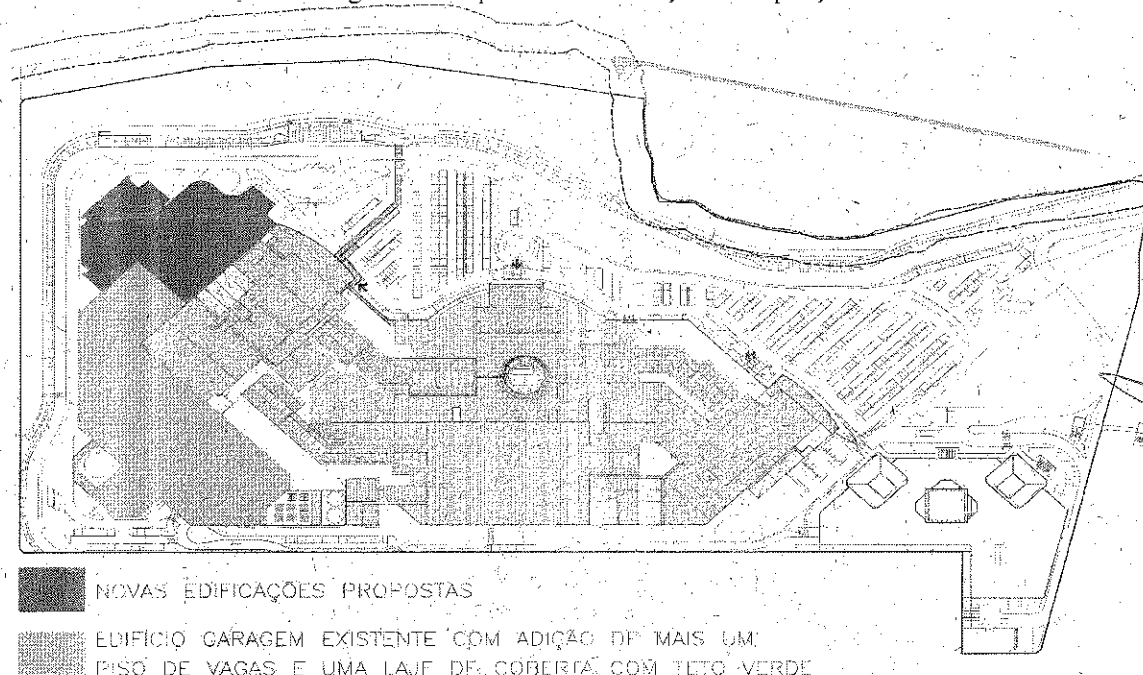 NOVAS EDIFICAÇÕES PROPOSTAS
EDIFÍCIO GARAGEM EXISTENTE COM ADIÇÃO DE MAIS UM
PISO DE VAGAS E UMA LAJE DE COBERTA COM TETO VERDE